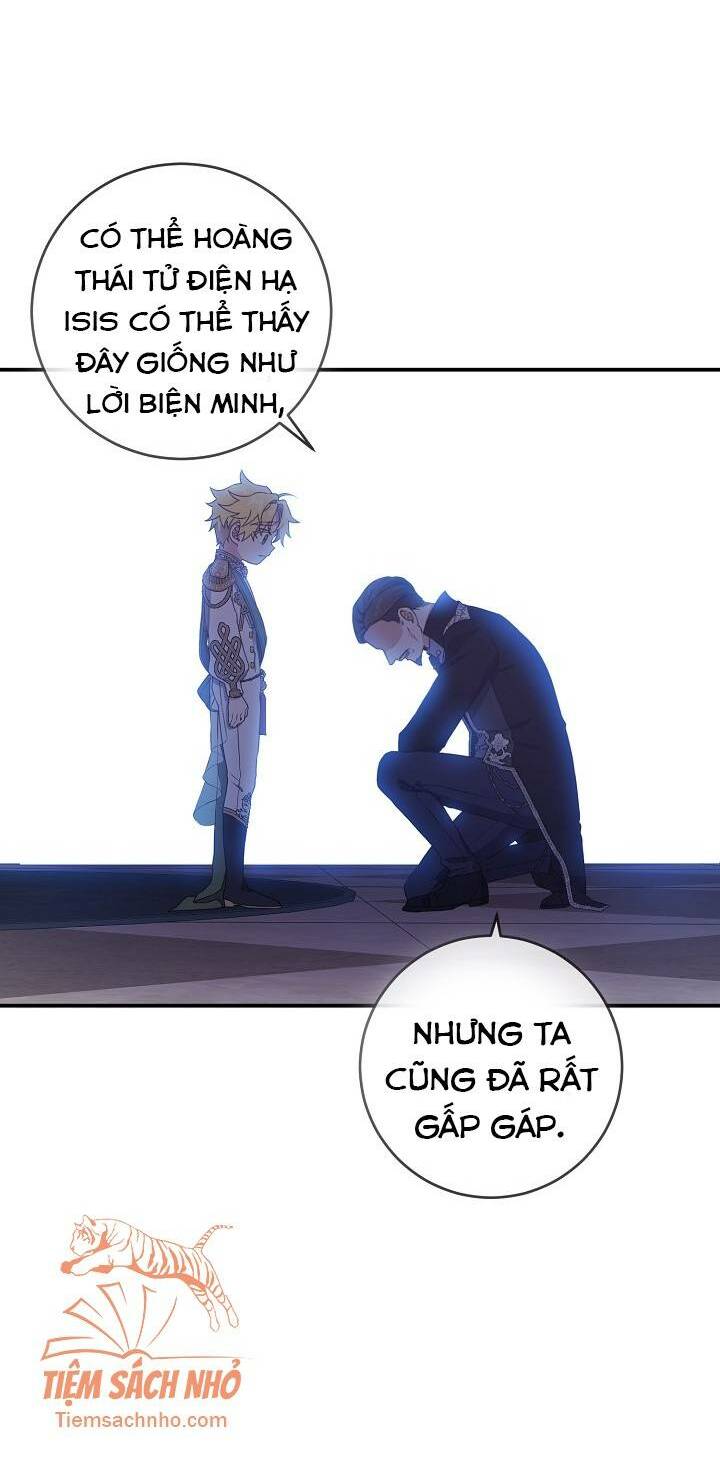 CÓ THỂ HOÀNG
THÁI TỬ ĐIỆN HẠ
ISIS CÓ THỂ THẤY
ĐÂY GIỐNG NHƯ
LỜI BIỆN MINH,
NHƯNG TA
CŨNG ĐÃ RẤT
GẤP GÁP.
TIỆM SÁCH NHỎ
Tiemsachnho.com